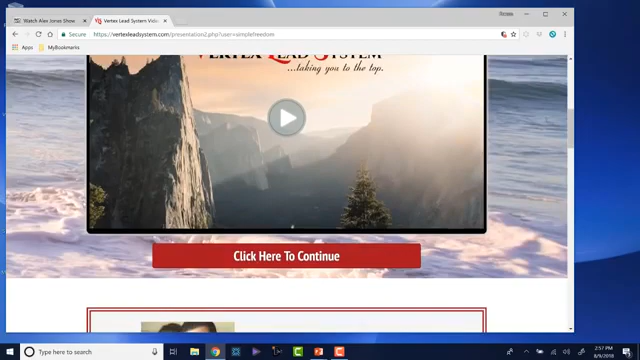 Watch Alex Jones Show
Vertex Lead System Vide
Secure
https://vertexleadsystem.com/presentation2.php?user=aimplefreedom
Apps
MyBookmarks
VERTEX LEAD SYSTEM
...taking you to the top.
Click Here To Continue
Type here to search
2:57 PM
8/9/2018